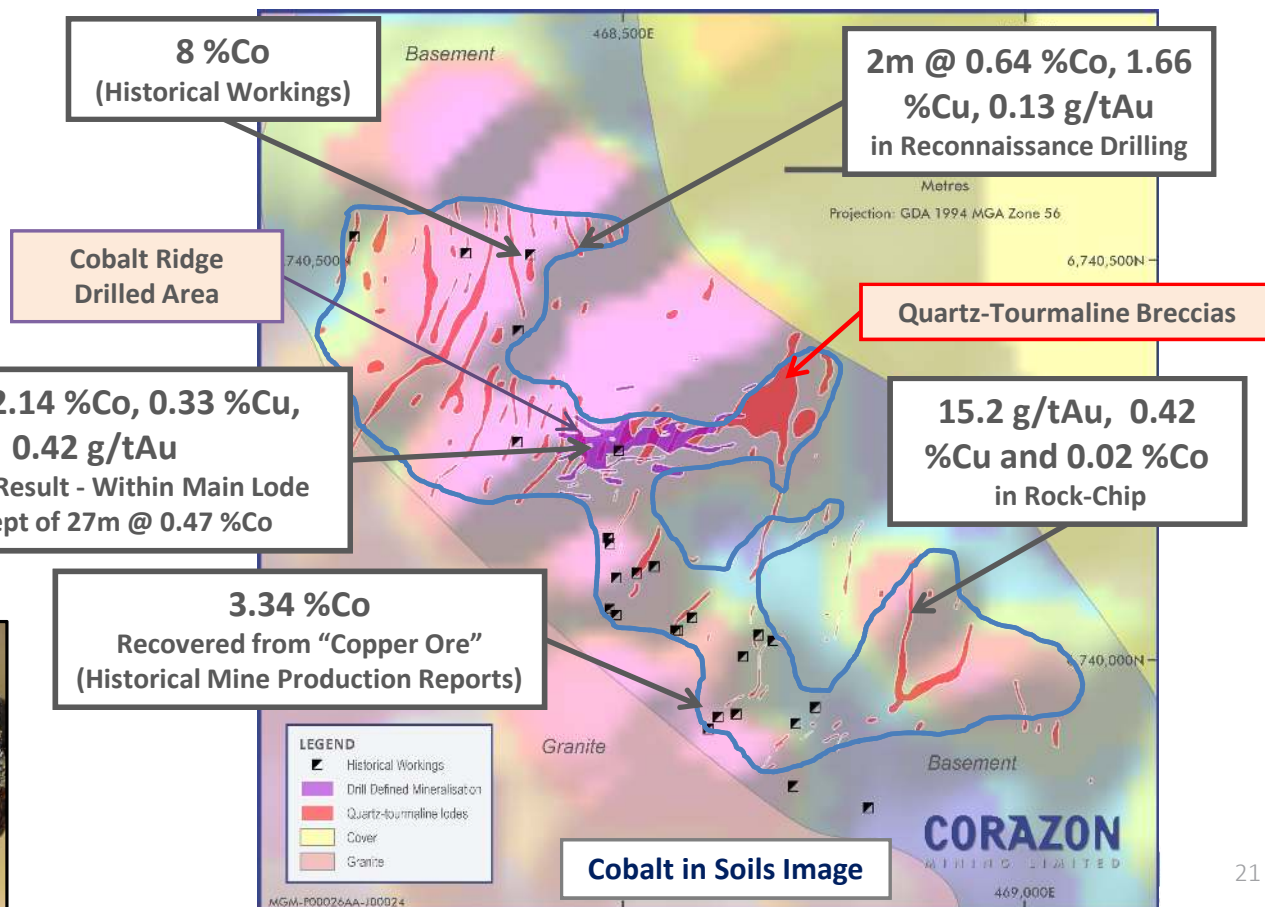 468,500E
8 %Co
(Historical Workings)
Basement
2m @ 0.64 %Co, 1.66
%Cu, 0.13 g/tAu
in Reconnaissance Drilling
Metres
Projection: GDA 1994 MGA Zone 56
Cobalt Ridge
Drilled Area
740,500N
6,740,500N
Quartz-Tourmaline Breccias
2.14 %Co, 0.33 %Cu,
0.42 g/tAu
Result - Within Main Lode
ept of 27m @ 0.47 %Co
15.2 g/tAu, 0.42
%Cu and 0.02 %Co
in Rock-Chip
3.34 %Co
Recovered from “Copper Ore”
(Historical Mine Production Reports)
6,740,000N
LEGEND
Historical Workings
Drill Defined Mineralisation
Quartz-tourmaline lodes
Cover
Granite
Granite
Basement
CORAZON
MINING LIMITED
Cobalt in Soils Image
469,000E
MGM-P00026AA-J00024
21